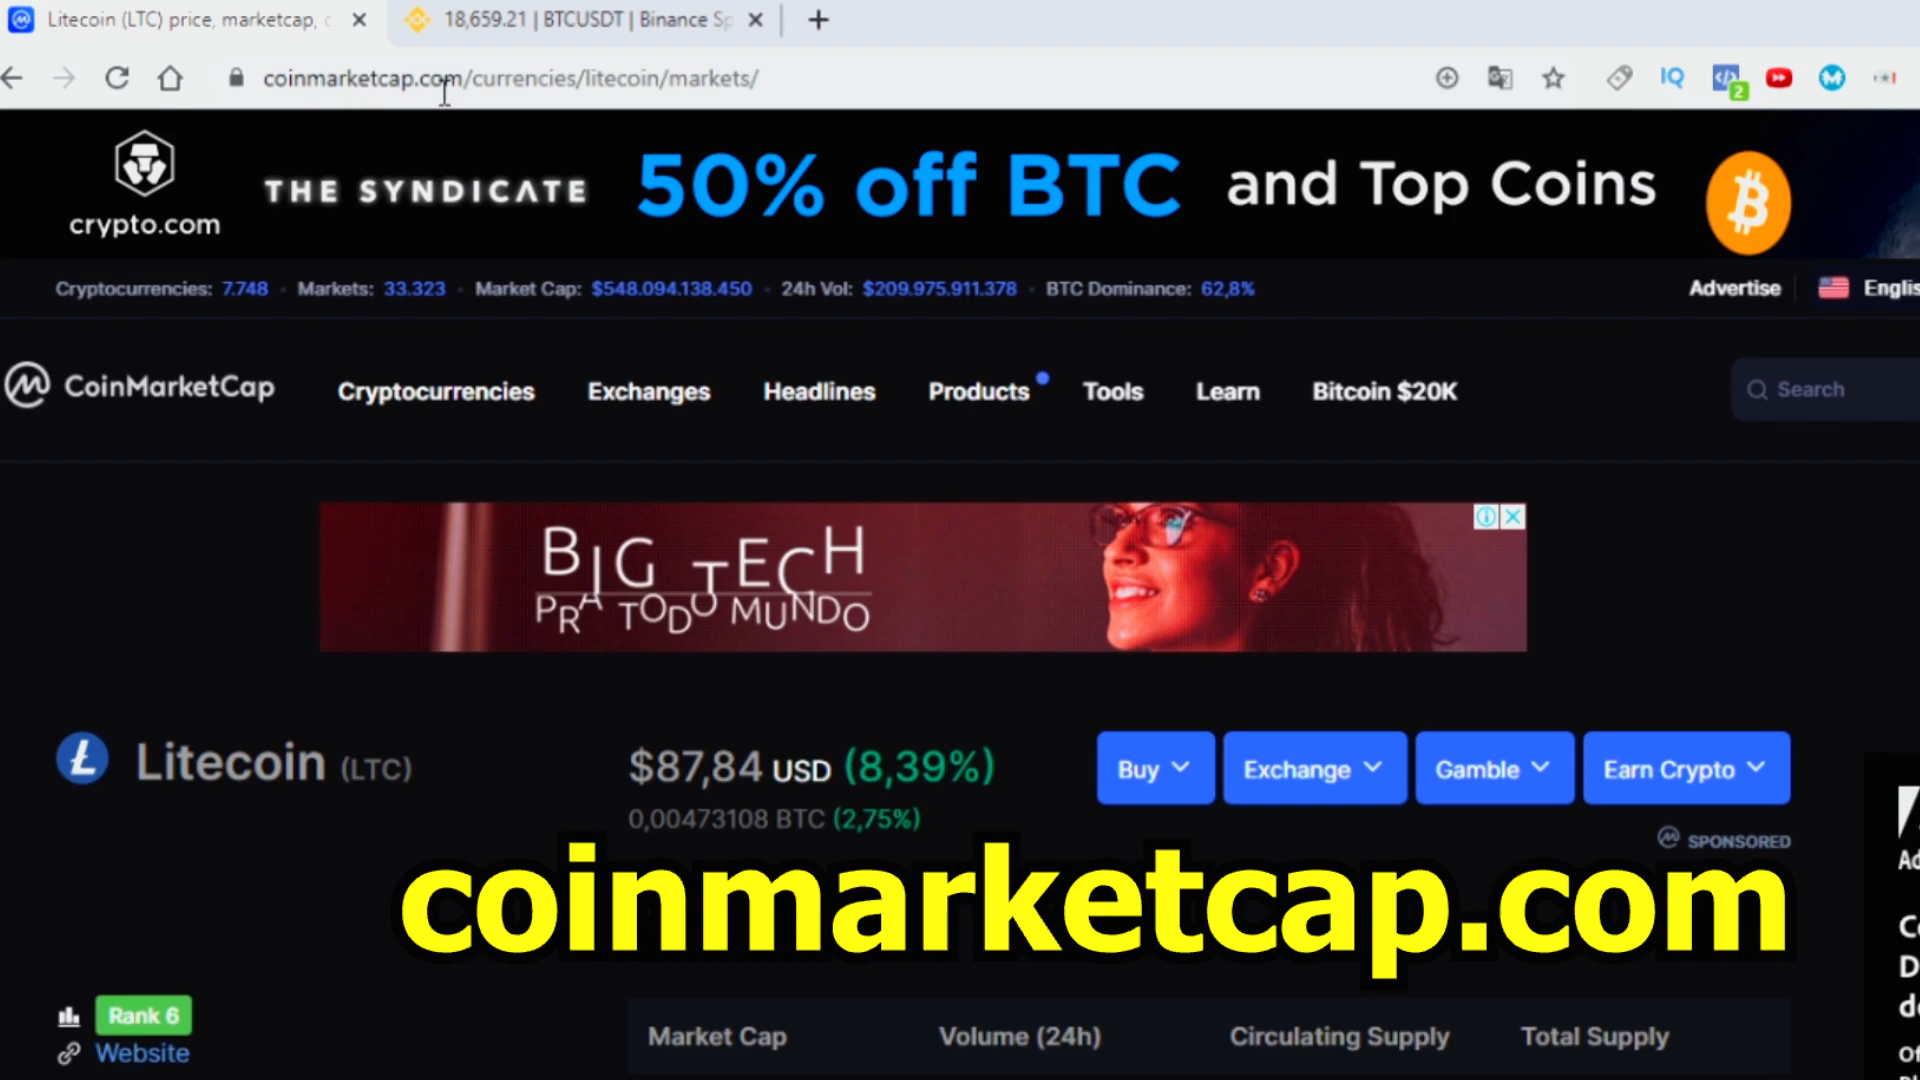 Litecoin (LTC) price, marketcap,
18,659.21 | BTCUSDT | Binance Sp
coinmarketcap.com/currencies/litecoin/markets/
IQ
2
crypto.com
THE SYNDICATE
50% off BTC and Top Coins
Cryptocurrencies: 7.748 • Markets: 33.323 • Market Cap: $548.094.138.450 • 24h Vol: $209.975.911.378 • BTC Dominance: 62,8%
Advertise
Englis
CoinMarketCap
Cryptocurrencies Exchanges Headlines Products Tools Learn Bitcoin $20K
Search
BIG TECH
PRA TODO MUNDO
Litecoin (LTC)
$87,84 USD (8,39%)
0,00473108 BTC (2,75%)
Buy Exchange Gamble Earn Crypto
SPONSORED
coinmarketcap.com
Rank 6
Website
Market Cap Volume (24h) Circulating Supply Total Supply